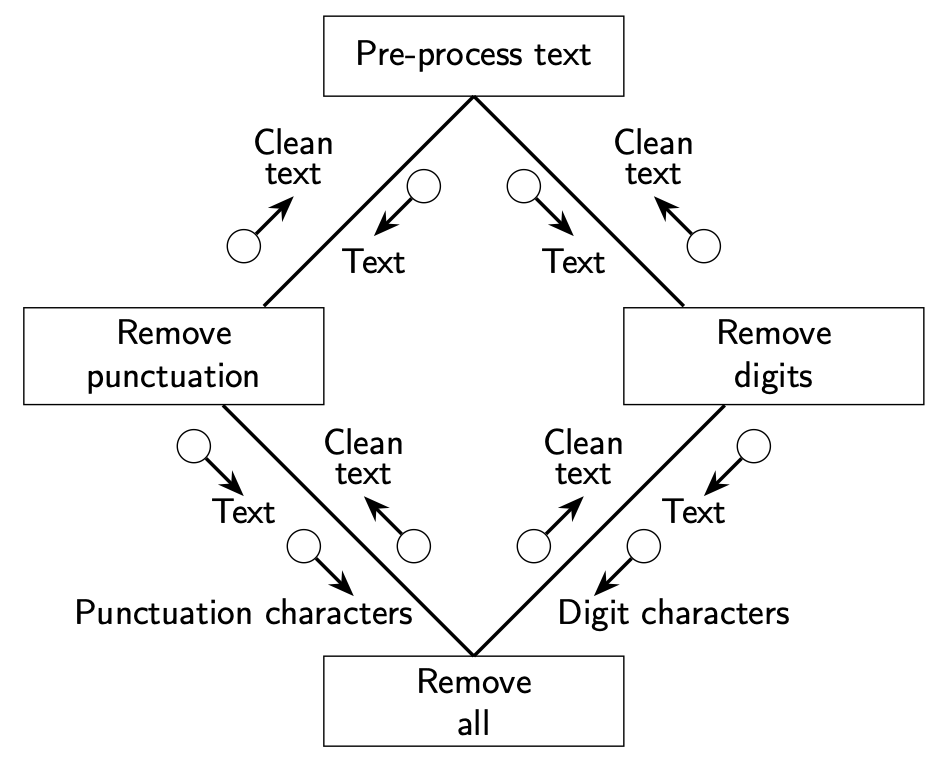 Pre-process text
Clean
text
Clean
text
Text
Text
Remove
punctuation
Remove
digits
Clean
text
Clean
text
Text
Text
Punctuation characters
Digit characters
Remove
all